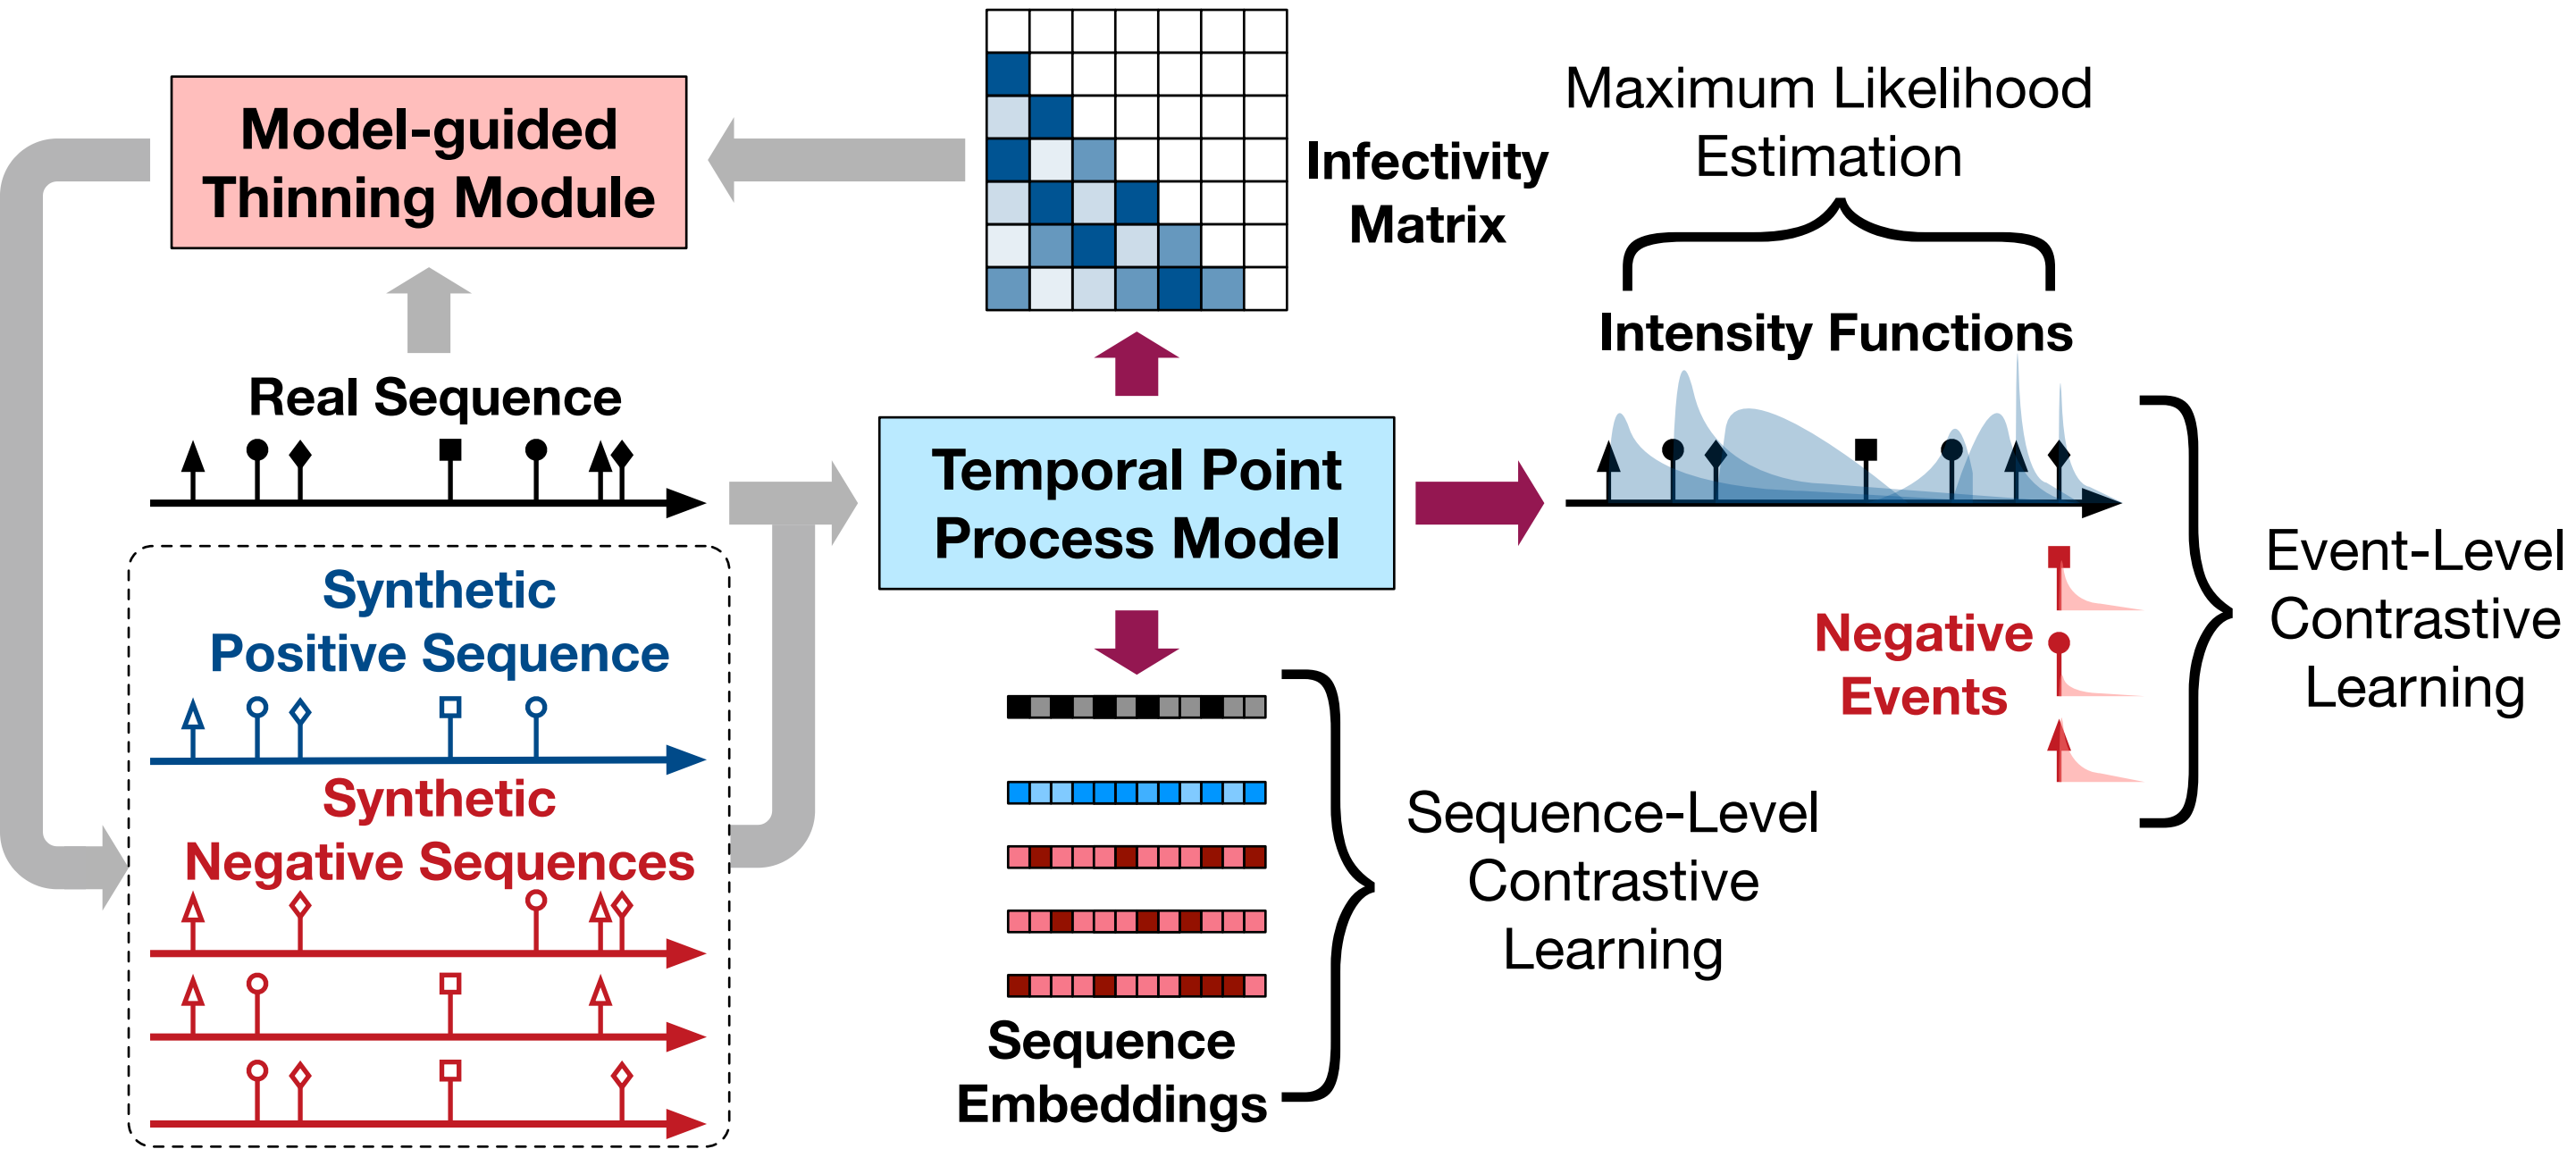 Model-guided
Thinning Module
Infectivity
Matrix
Maximum Likelihood
Estimation
Intensity Functions
Real Sequence
Temporal Point
Process Model
Synthetic
Positive Sequence
Synthetic
Negative Sequences
Negative
Events
Event-Level
Contrastive
Learning
Sequence-Level
Contrastive
Learning
Sequence
Embeddings